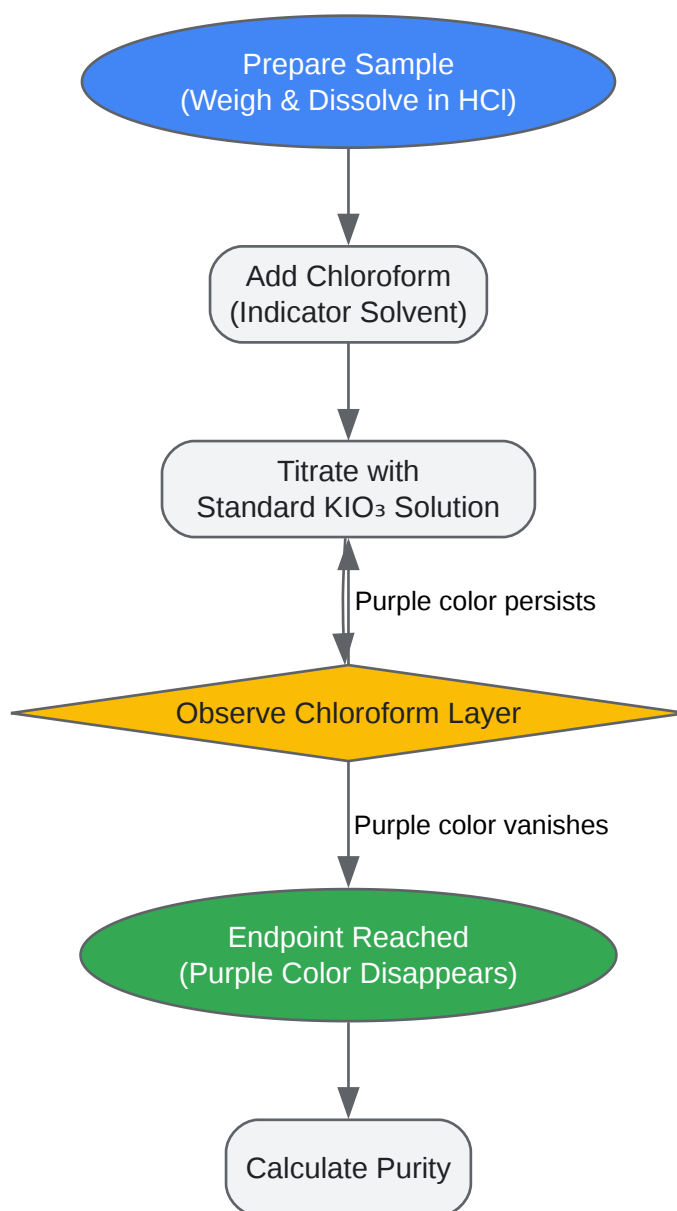 Prepare Sample
(Weigh & Dissolve in HCl)
Add Chloroform
(Indicator Solvent)
Titrate with
Standard KIO₃ Solution
Purple color persists
Observe Chloroform Layer
Purple color vanishes
Endpoint Reached
(Purple Color Disappears)
Calculate Purity